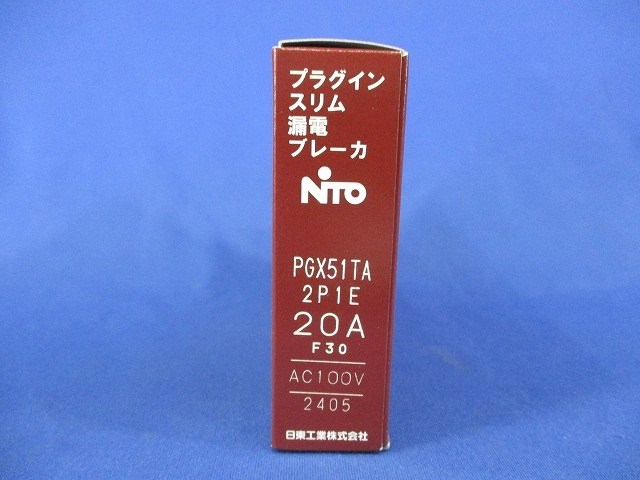 プラグイン
スリム
漏電
ブレーカ
NITO
PGX51TA
2P1E
20A
F30
AC100V
2405
日東工業株式会社